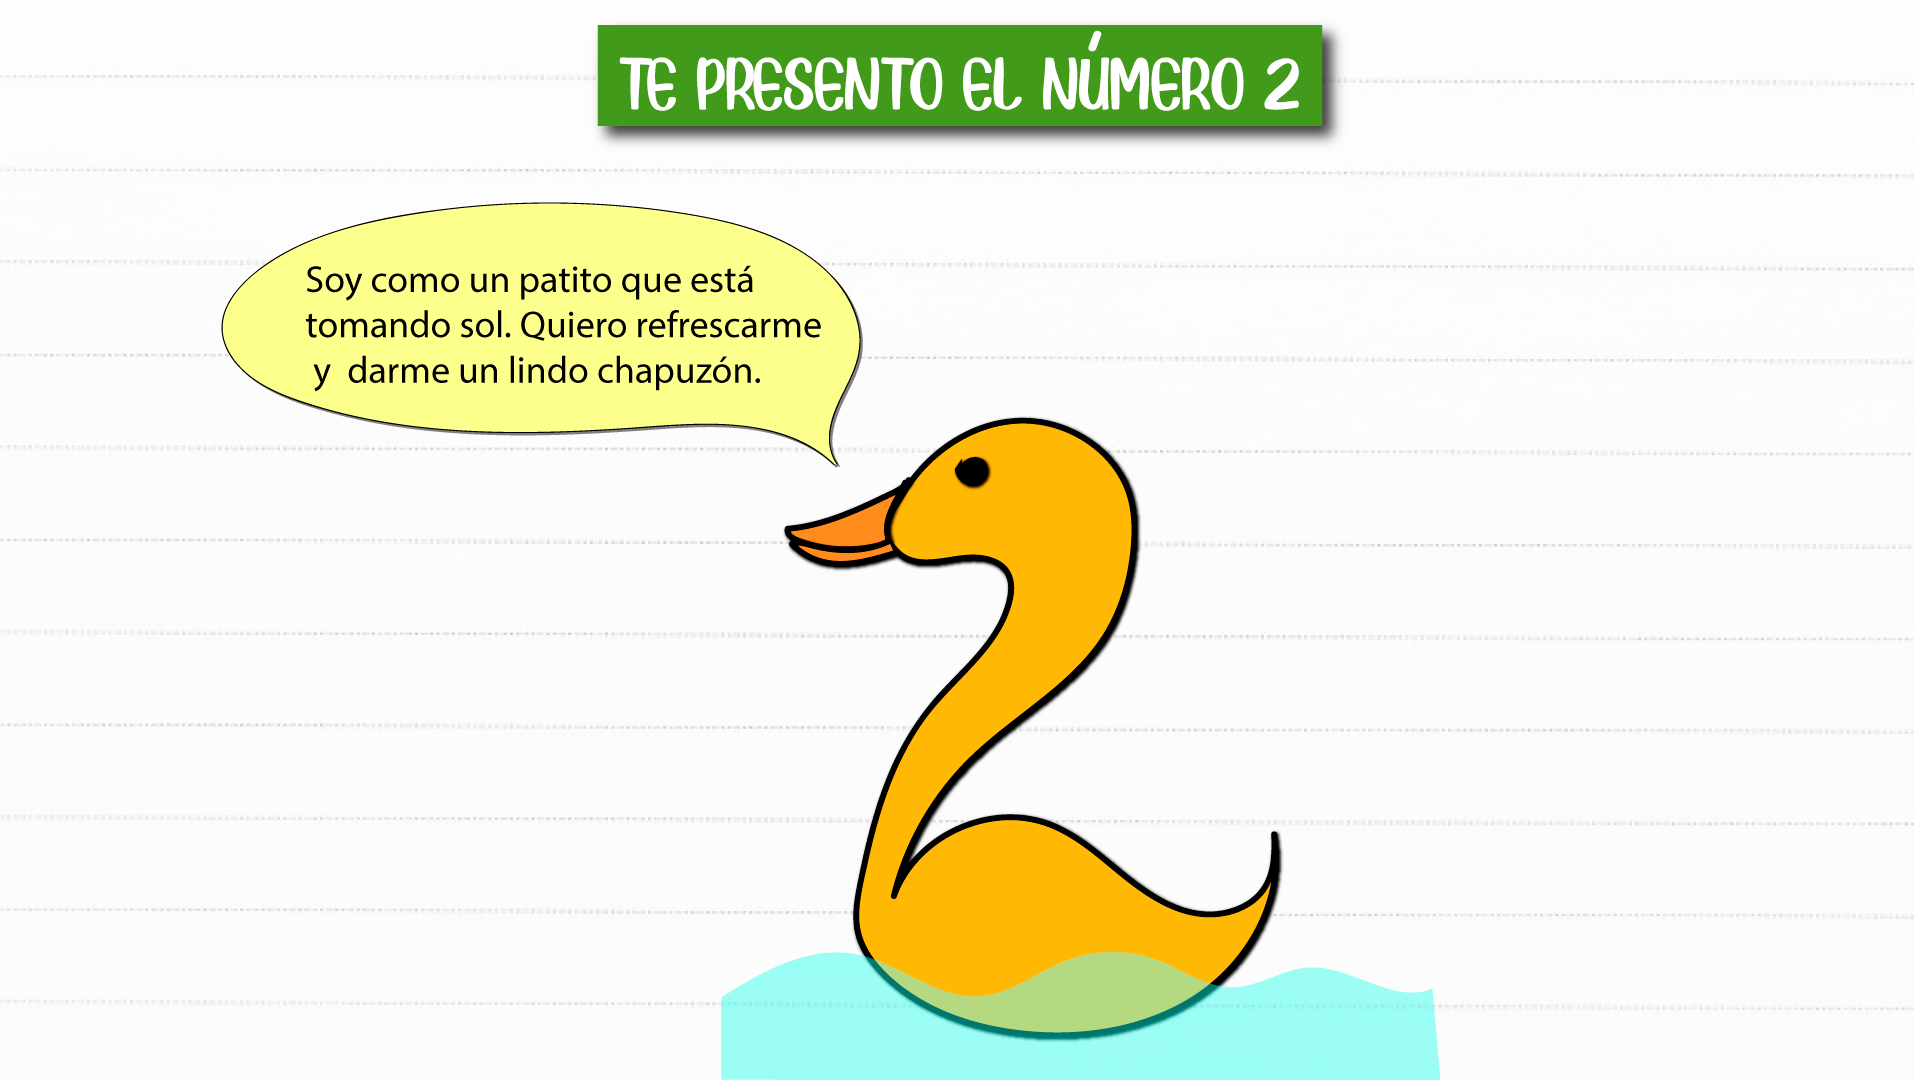 TE PRESENTO EL NÚMERO 2
Soy como un patito que está
tomando sol. Quiero refrescarme
y darme un lindo chapuzón.